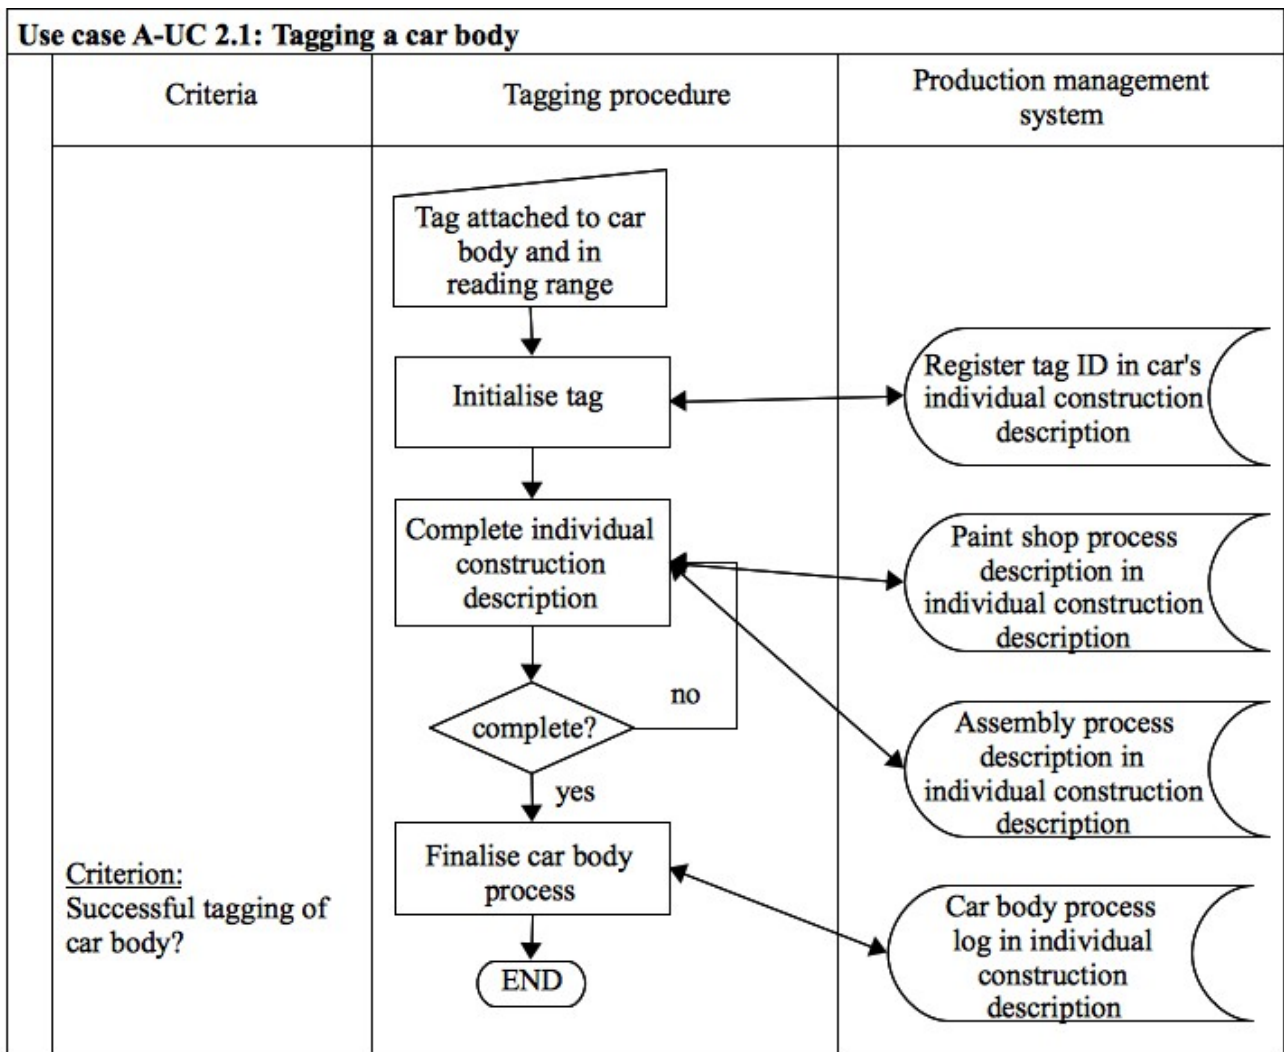 Use case A-UC 2.1: Tagging a car body
Criteria
Tagging procedure
Production management
system
Tag attached to car
body and in
reading range
Initialise tag
Register tag ID in car's
individual construction
description
Complete individual
construction
description
Paint shop process
description in
individual construction
description
complete?
no
yes
Assembly process
description in
individual construction
description
Criterion:
Successful tagging of
car body?
Finalise car body
process
Car body process
log in individual
construction
description
END